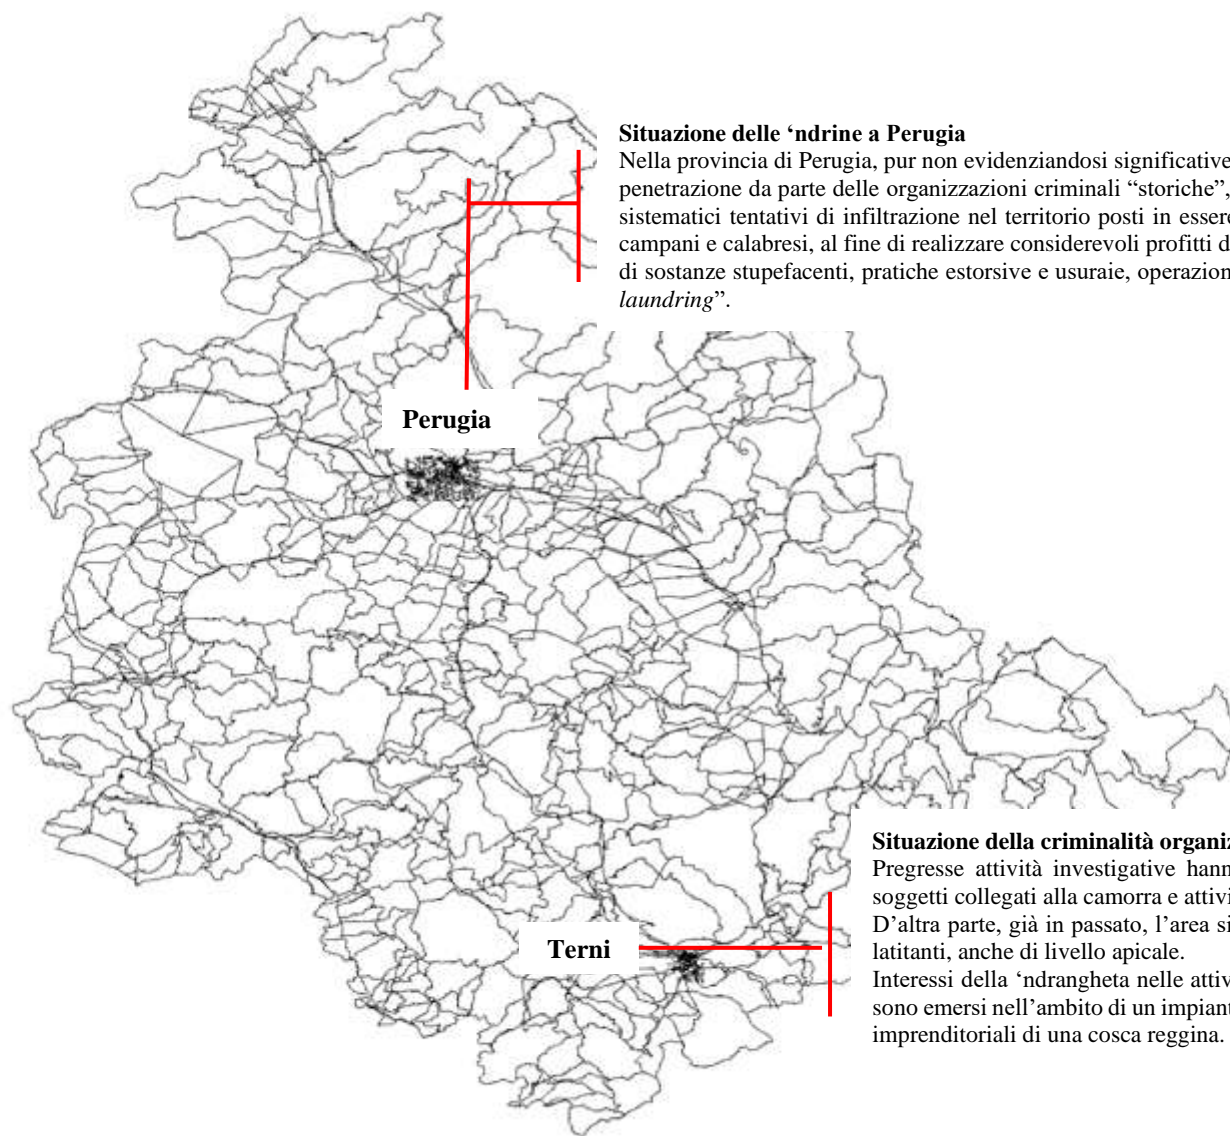 Situazione delle ‘ndrine a Perugia
Nella provincia di Perugia, pur non evidenziandosi significative
penetrazione da parte delle organizzazioni criminali “storiche”,
sistematici tentativi di infiltrazione nel territorio posti in essere
campani e calabresi, al fine di realizzare considerevoli profitti d
di sostanze stupefacenti, pratiche estorsive e usuraie, operazion
laundring”.
Perugia
Situazione della criminalità organiz
Pregresse attività investigative hann
soggetti collegati alla camorra e attivi
D’altra parte, già in passato, l’area si
latitanti, anche di livello apicale.
Interessi della ‘ndrangheta nelle attiv
sono emersi nell’ambito di un impiant
imprenditoriali di una cosca reggina.
Terni